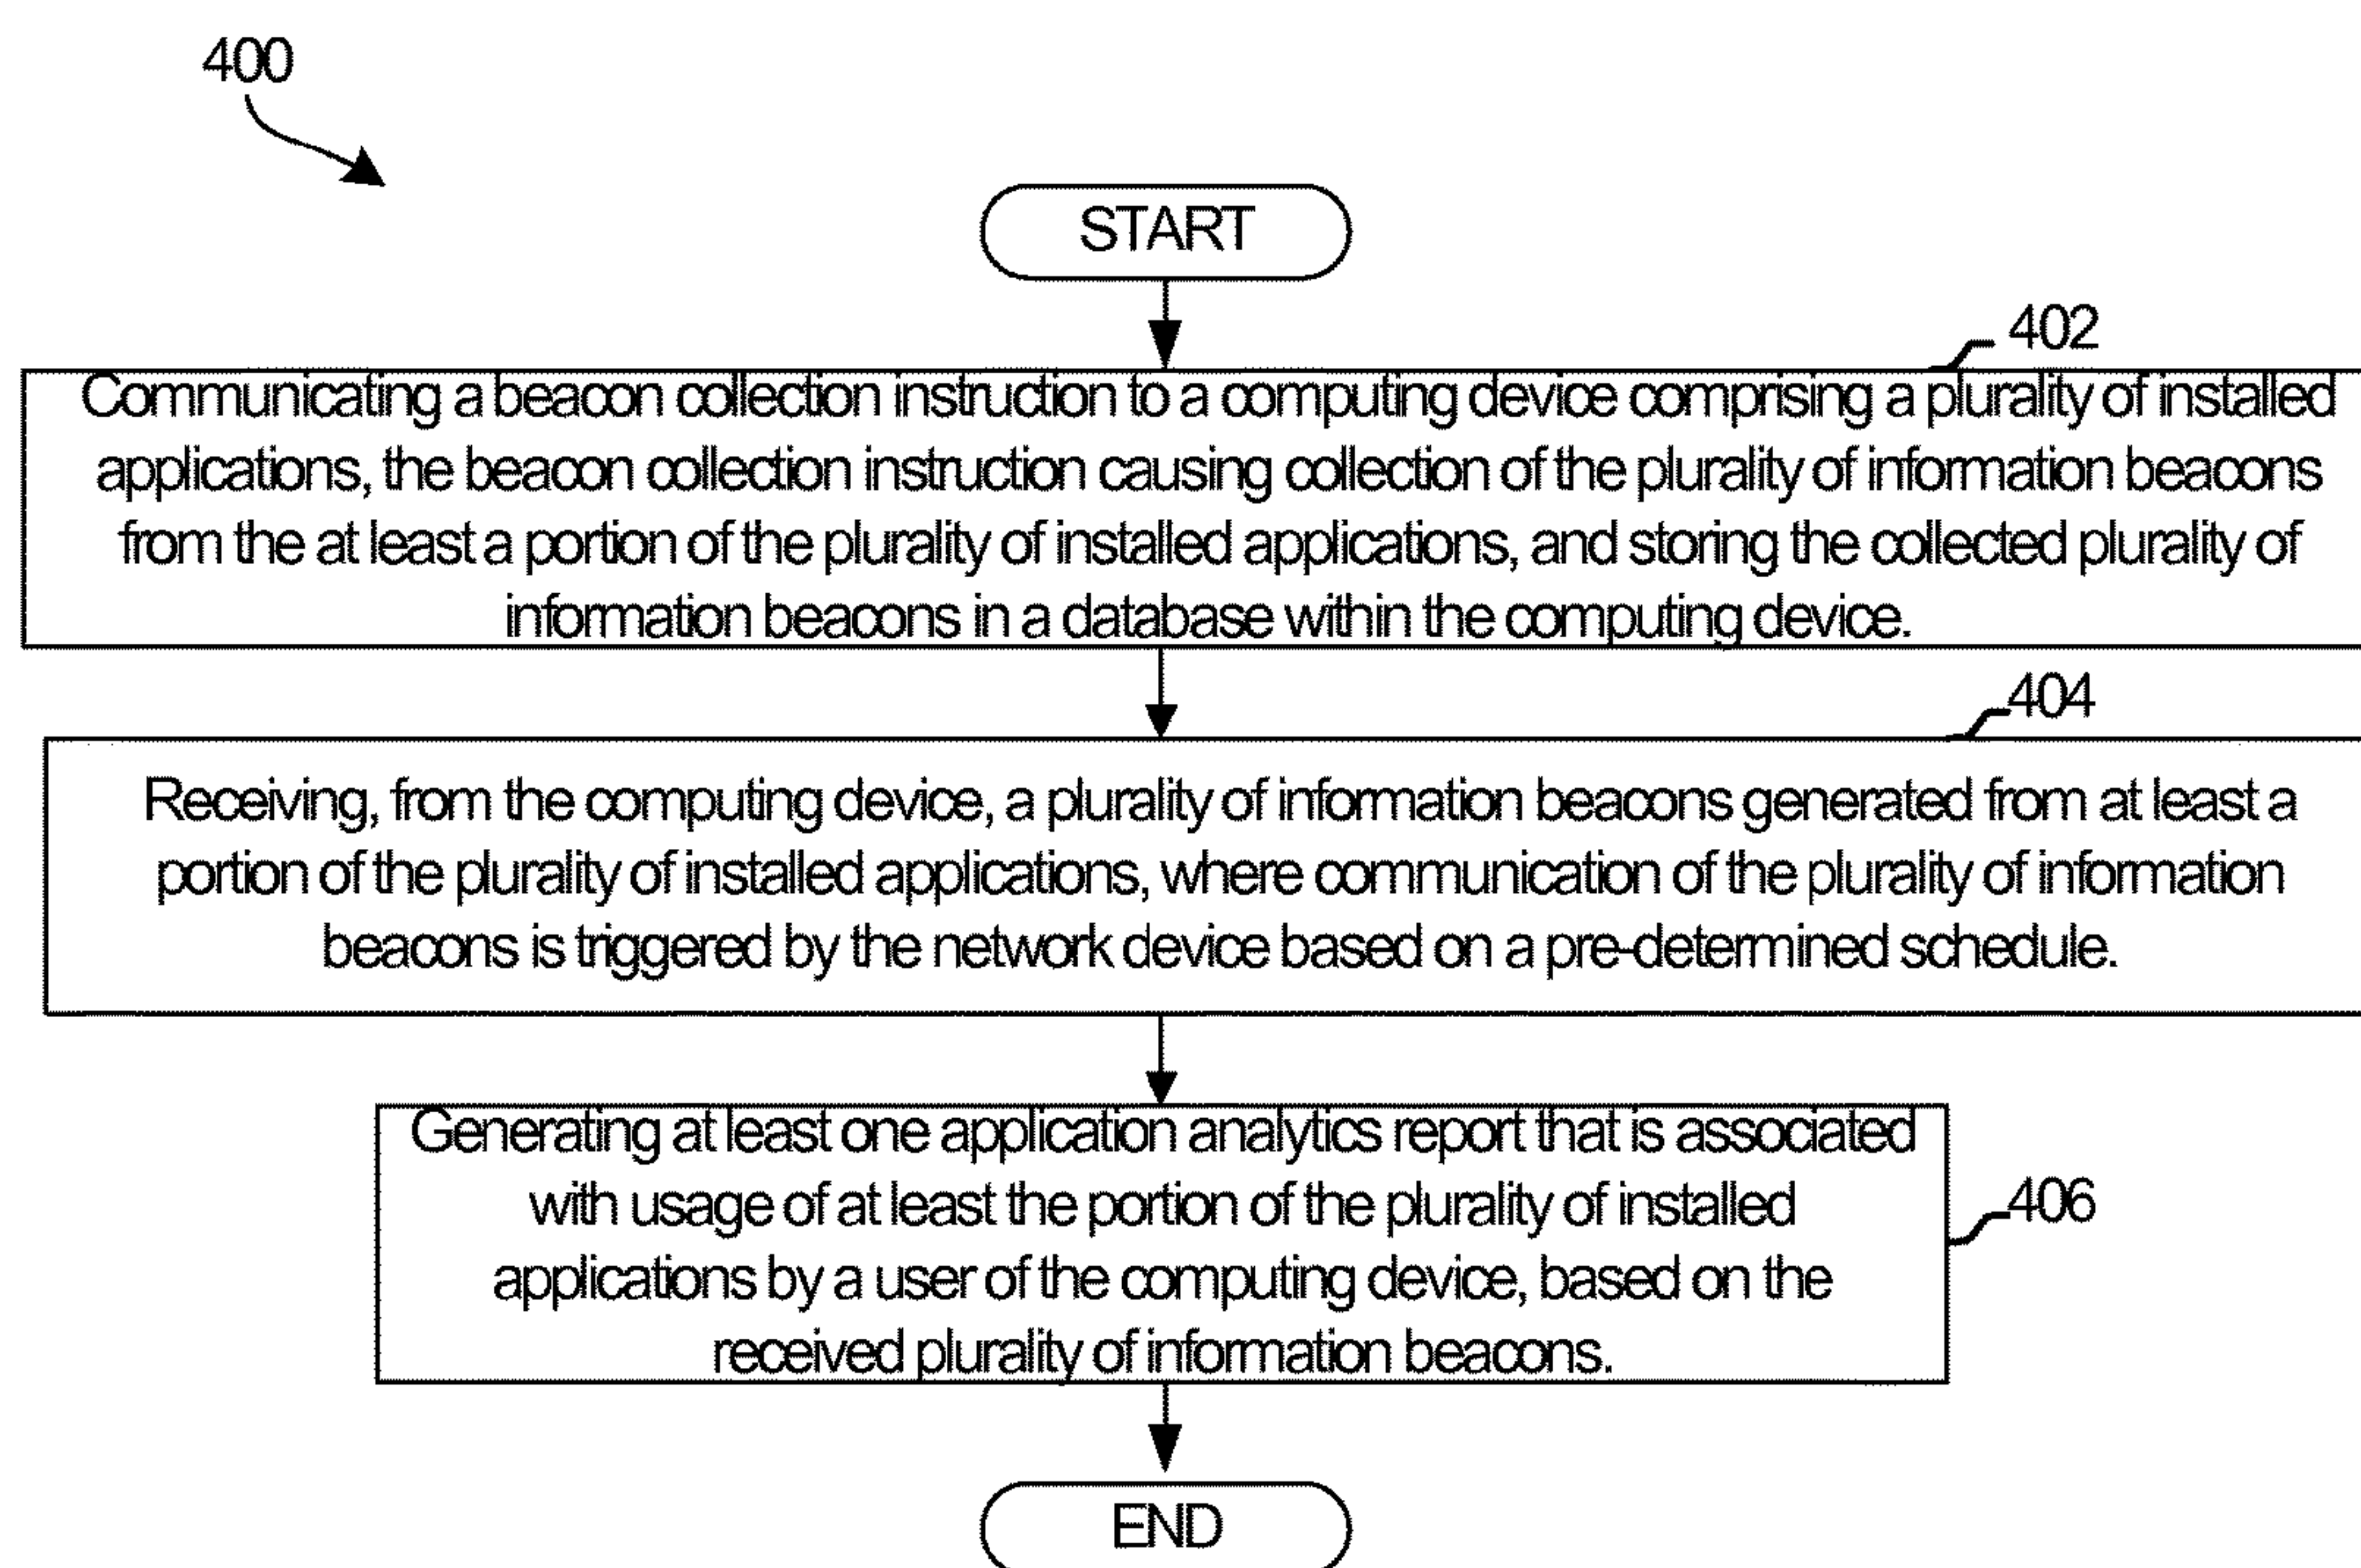 400
START
402
Communicating a beacon collection instruction to a computing device comprising a plurality of installed
applications, the beacon collection instruction causing collection of the plurality of information beacons
from the at least a portion of the plurality of installed applications, and storing the collected plurality of
information beacons in a database within the computing device.
404
Receiving, from the computing device, a plurality of information beacons generated from at least a
portion of the plurality of installed applications, where communication of the plurality of information
beacons is triggered by the network device based on a pre-determined schedule.
Generating at least one application analytics report that is associated
with usage of at least the portion of the plurality of installed
406
applications by a user of the computing device, based on the
received plurality of information beacons.
END